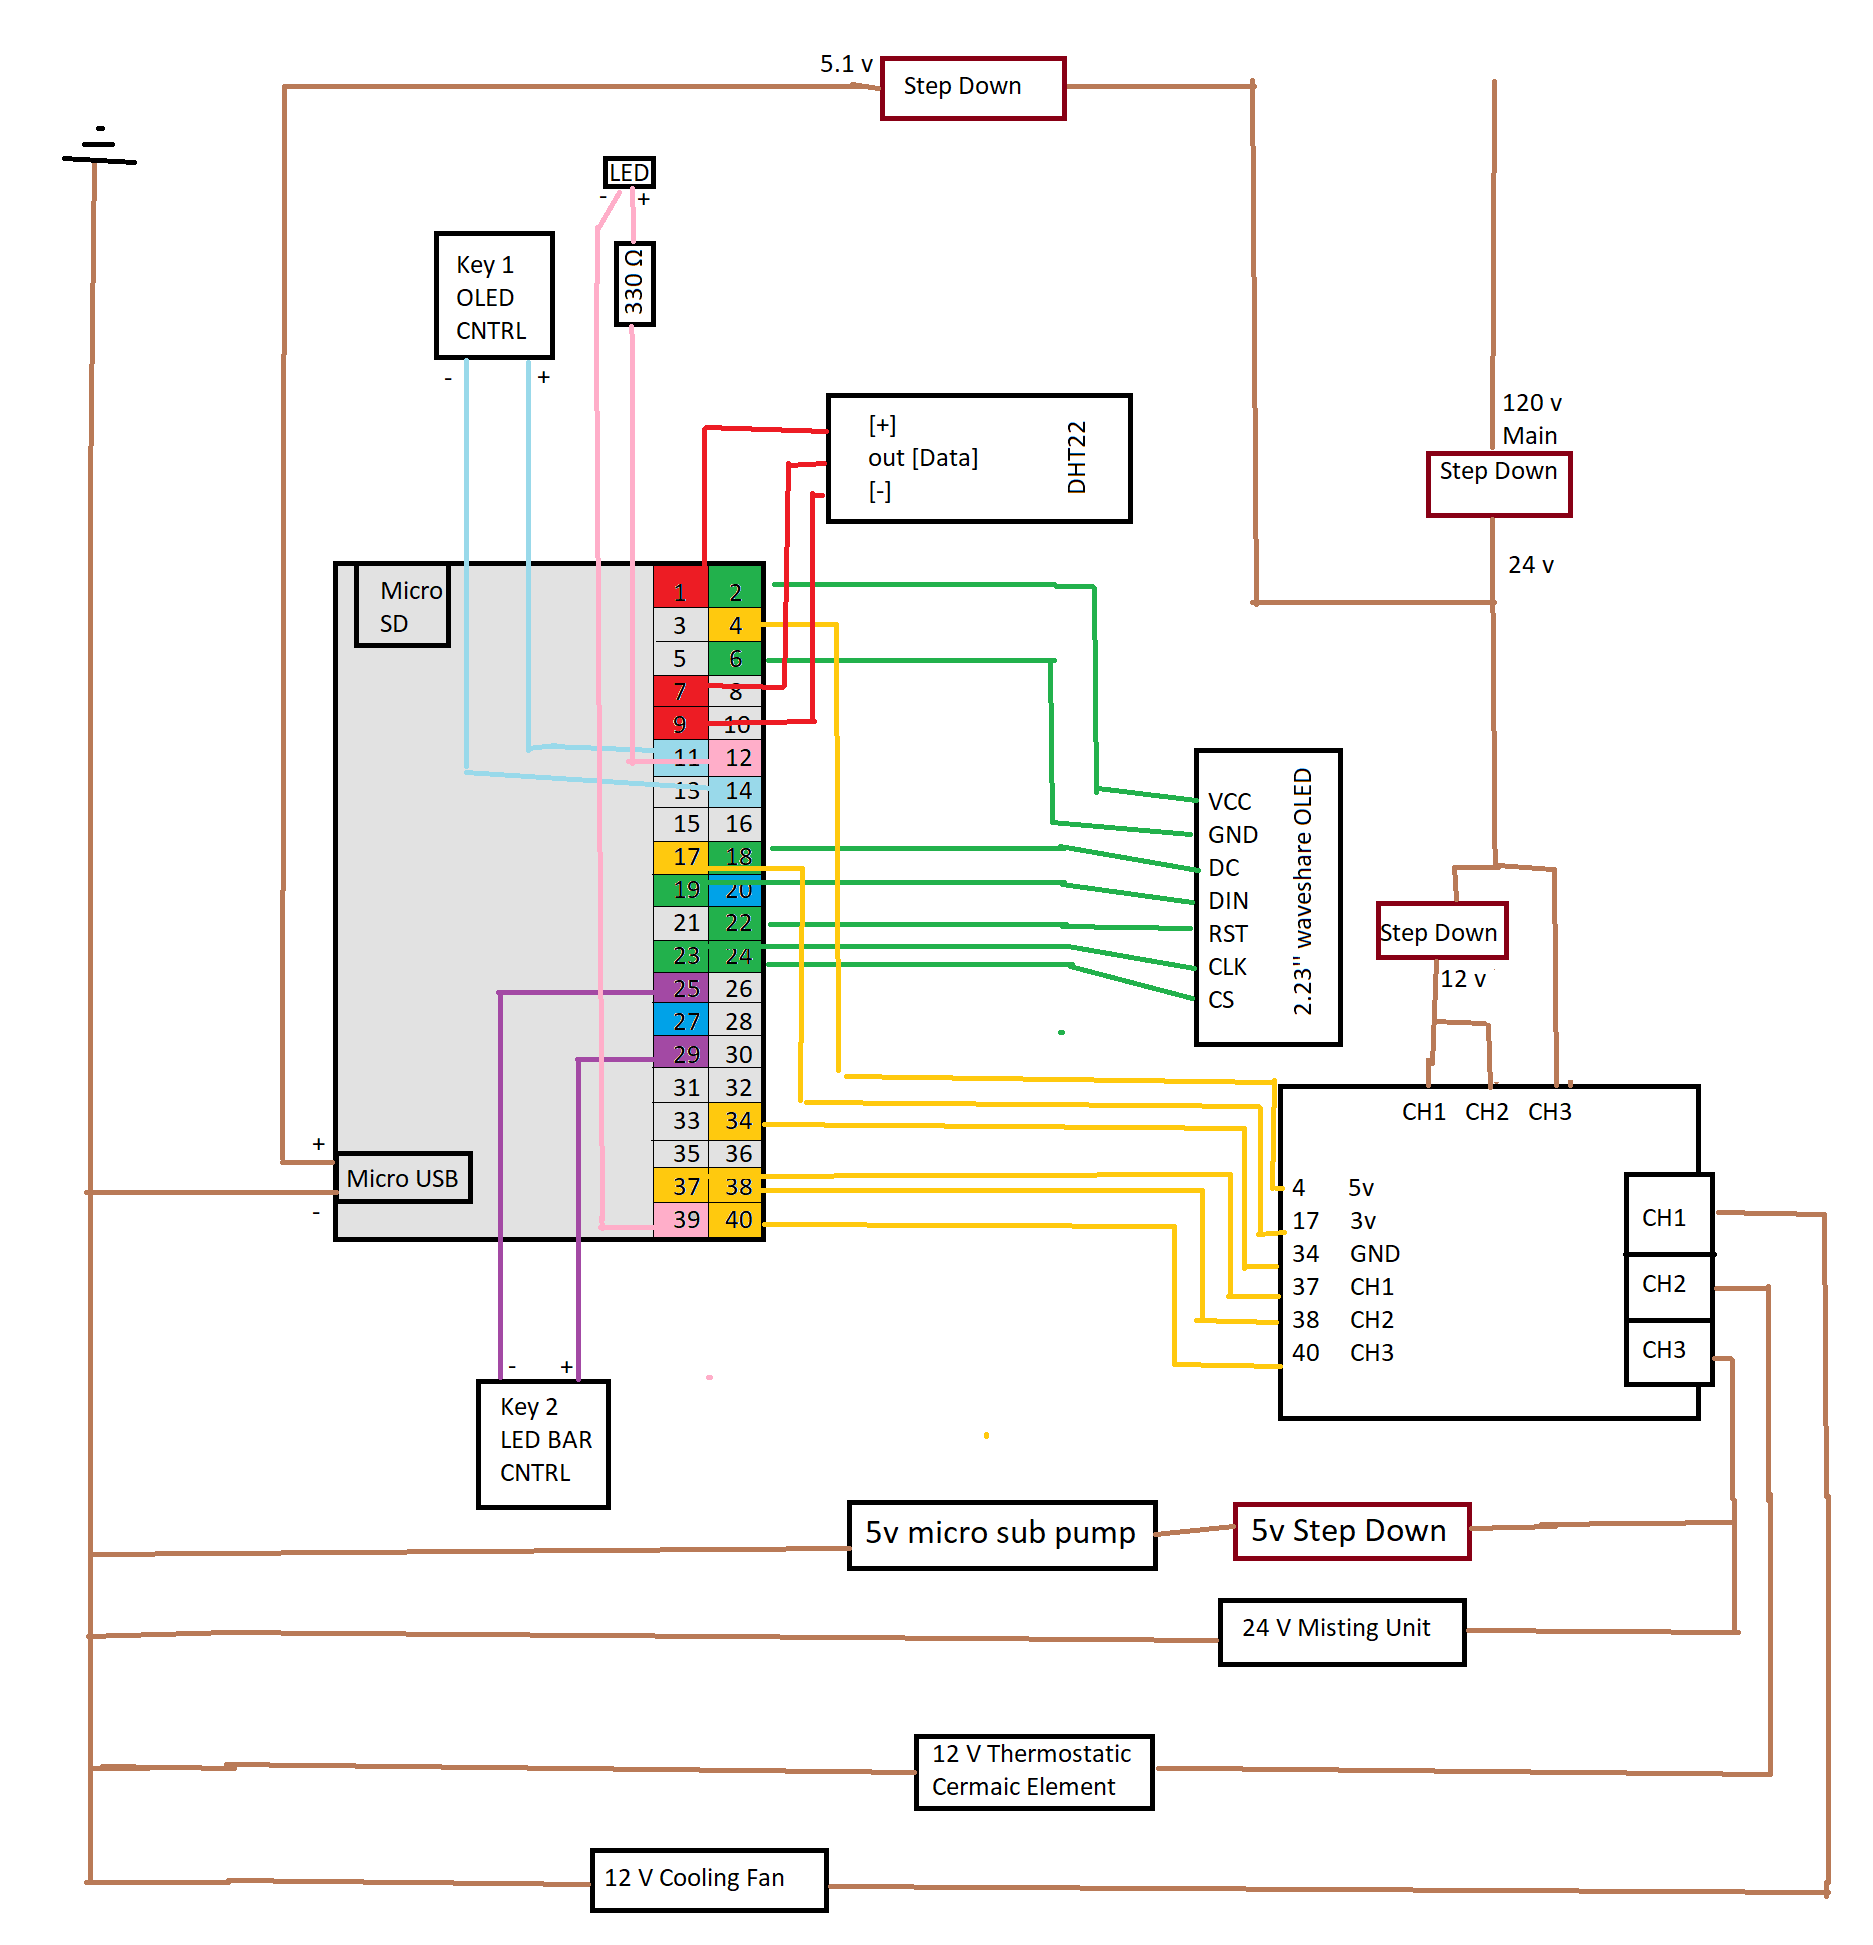 5.1 v
Step Down
LED
- +
Key 1
OLED
CNTRL
- +
330 Ω
[+]
out [Data]
[-]
DHT22
120 v
Main
Step Down
24 v
Micro
SD
1 2
3 4
5 6
7 8
9 10
11 12
13 14
15 16
17 18
19 20
21 22
23 24
25 26
27 28
29 30
31 32
33 34
35 36
37 38
39 40
VCC
GND
DC
DIN
RST
CLK
CS
2.23" waveshare OLED
Step Down
12 v
CH1 CH2 CH3
+
Micro USB
-
4 5v
17 3v
34 GND
37 CH1
38 CH2
40 CH3
CH1
CH2
CH3
- +
Key 2
LED BAR
CNTRL
5v micro sub pump
5v Step Down
24 V Misting Unit
12 V Thermostatic
Cermaic Element
12 V Cooling Fan